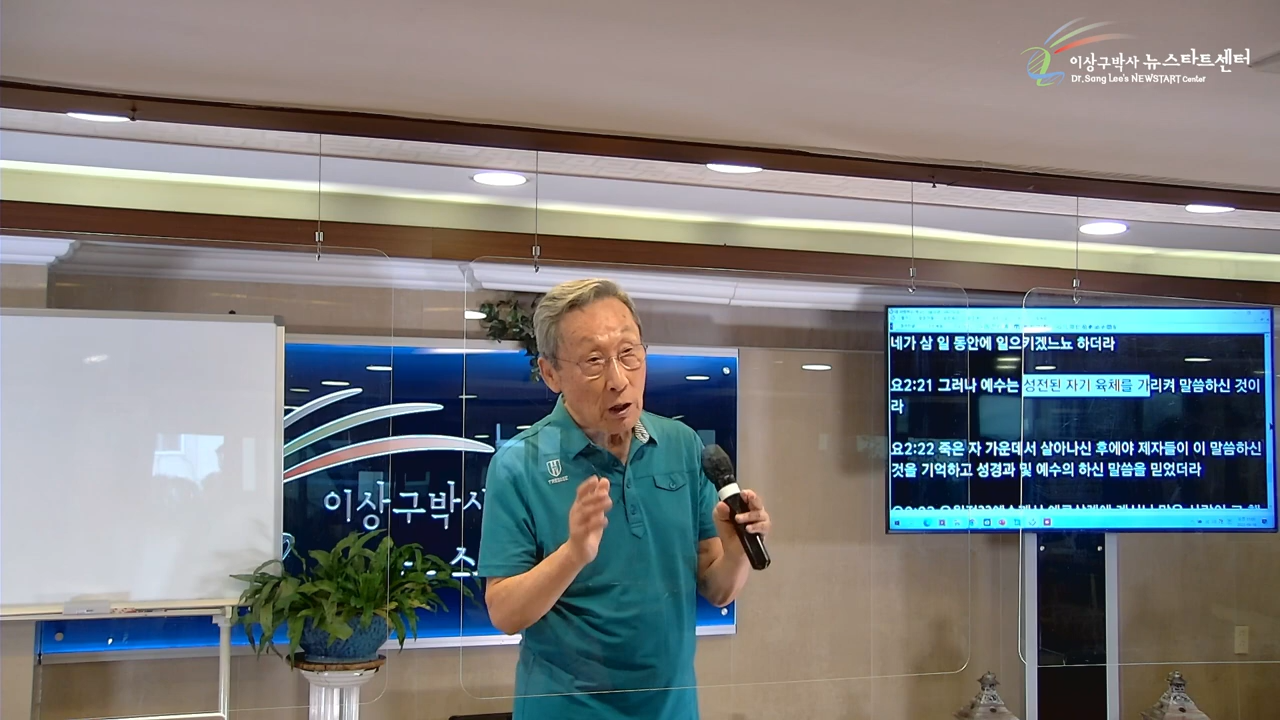 이상구박사 뉴스타트센터
Dr. Sang Lee's NEWSTART Center
네가 삼 일 동안에 일으키겠느뇨 하더라
요2:21 그러나 예수는 성전된 자기 육체를 가리켜 말씀하신 것이
라
요2:22 죽은 자 가운데서 살아나신 후에야 제자들이 이 말씀하신
것을 기억하고 성경과 및 예수의 하신 말씀을 믿었더라
이상구박사